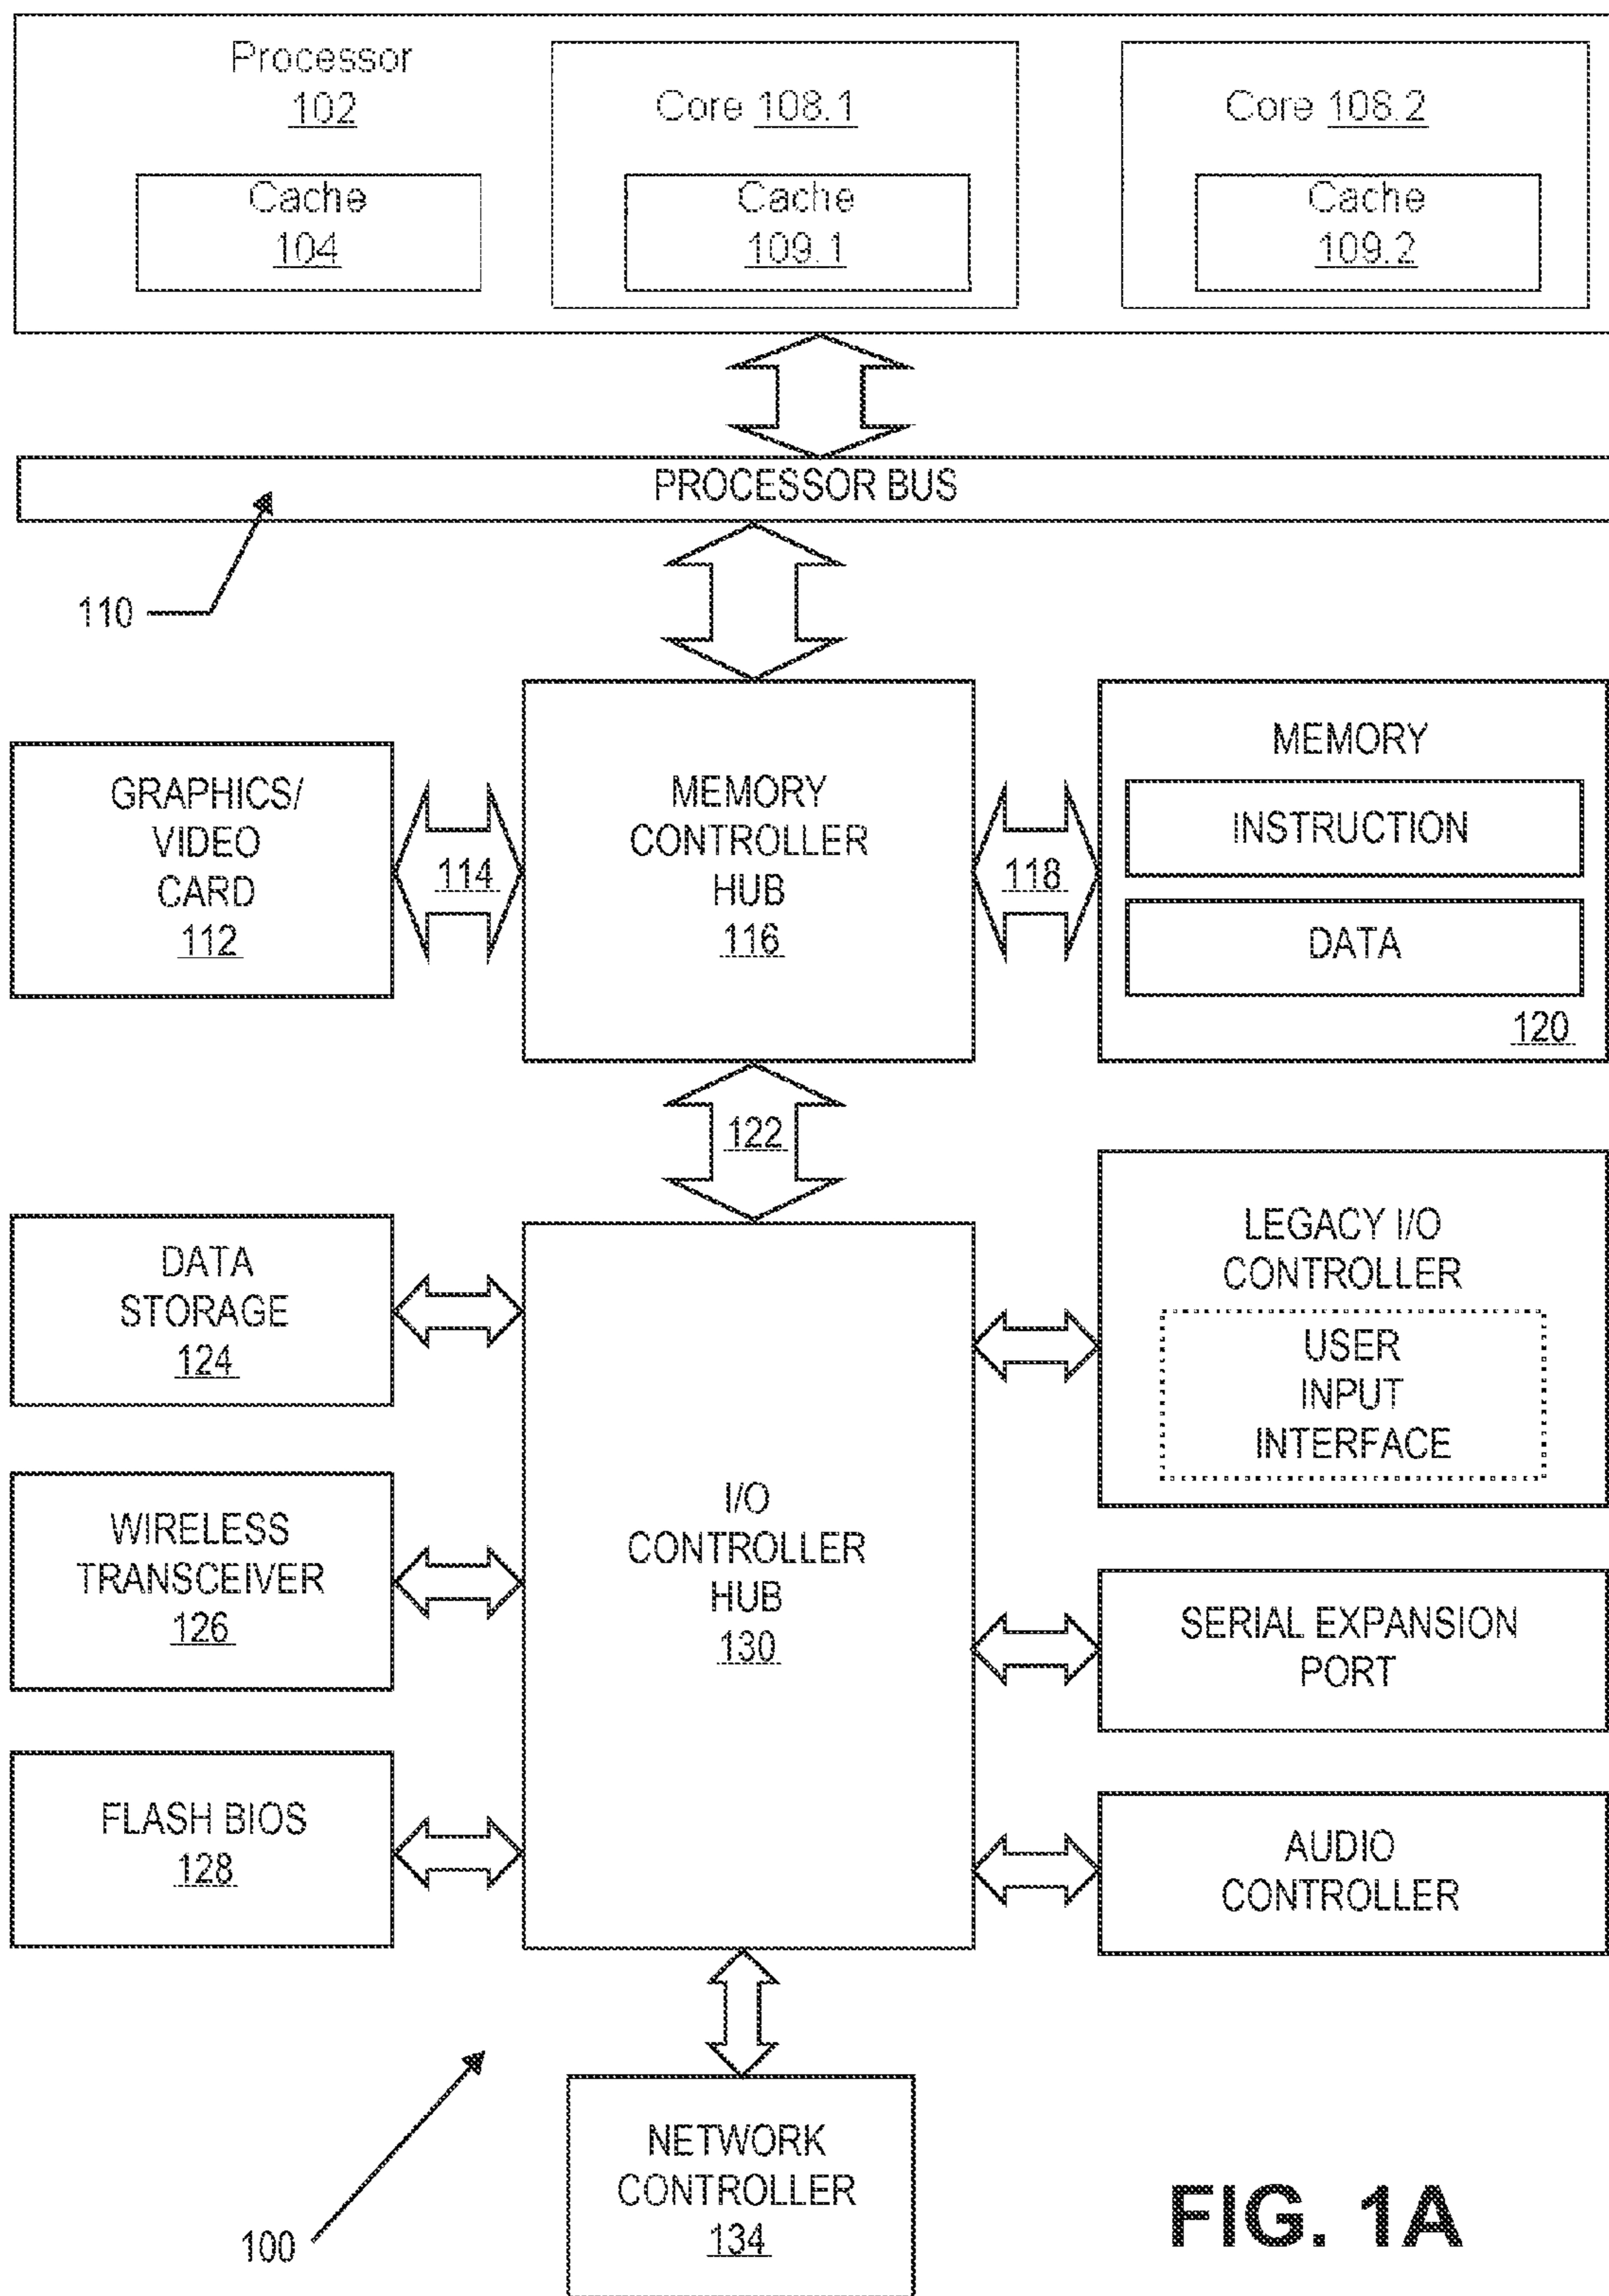 Processor
102
Cache
104
Core 108.1
Cache
109.1
Core 108.2
Cache
109.2
PROCESSOR BUS
110
GRAPHICS/
VIDEO
CARD
112
114
MEMORY
CONTROLLER
HUB
116
118
MEMORY
INSTRUCTION
DATA
120
122
DATA
STORAGE
124
WIRELESS
TRANSCEIVER
126
FLASH BIOS
128
I/O
CONTROLLER
HUB
130
LEGACY I/O
CONTROLLER
USER
INPUT
INTERFACE
SERIAL EXPANSION
PORT
AUDIO
CONTROLLER
NETWORK
CONTROLLER
134
100
FIG. 1A